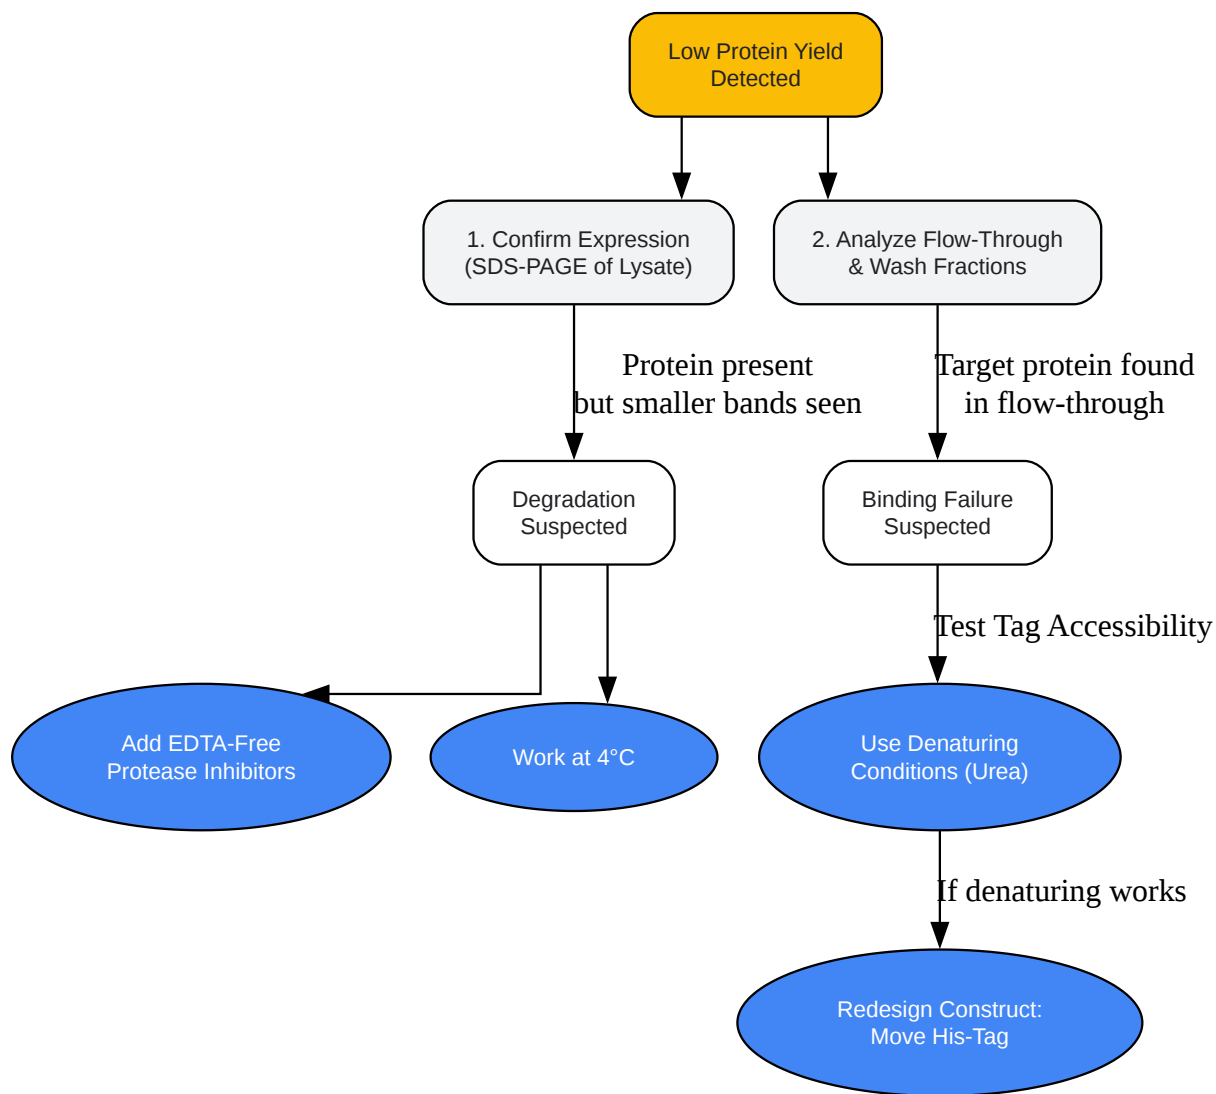 Low Protein Yield
Detected
1. Confirm Expression
(SDS-PAGE of Lysate)
2. Analyze Flow-Through
& Wash Fractions
Protein present
but smaller bands seen
Target protein found
in flow-through
Degradation
Suspected
Binding Failure
Suspected
Test Tag Accessibility
Add EDTA-Free
Protease Inhibitors
Work at 4°C
Use Denaturing
Conditions (Urea)
If denaturing works
Redesign Construct:
Move His-Tag